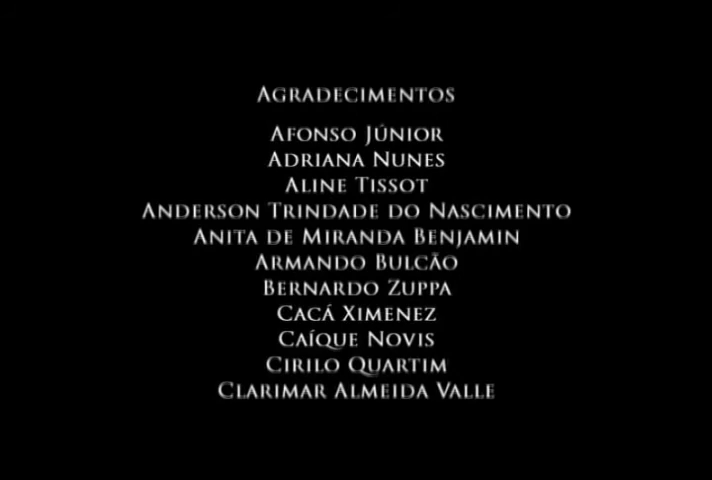 AGRADECIMENTOS
AFONSO JÚNIOR
ADRIANA NUNES
ALINE TISSOT
ANDERSON TRINDADE DO NASCIMENTO
ANITA DE MIRANDA BENJAMIN
ARMANDO BULCÃO
BERNARDO ZUPPA
CACÁ XIMENEZ
CAÍQUE NOVIS
CIRILO QUARTIM
CLARIMAR ALMEIDA VALLE